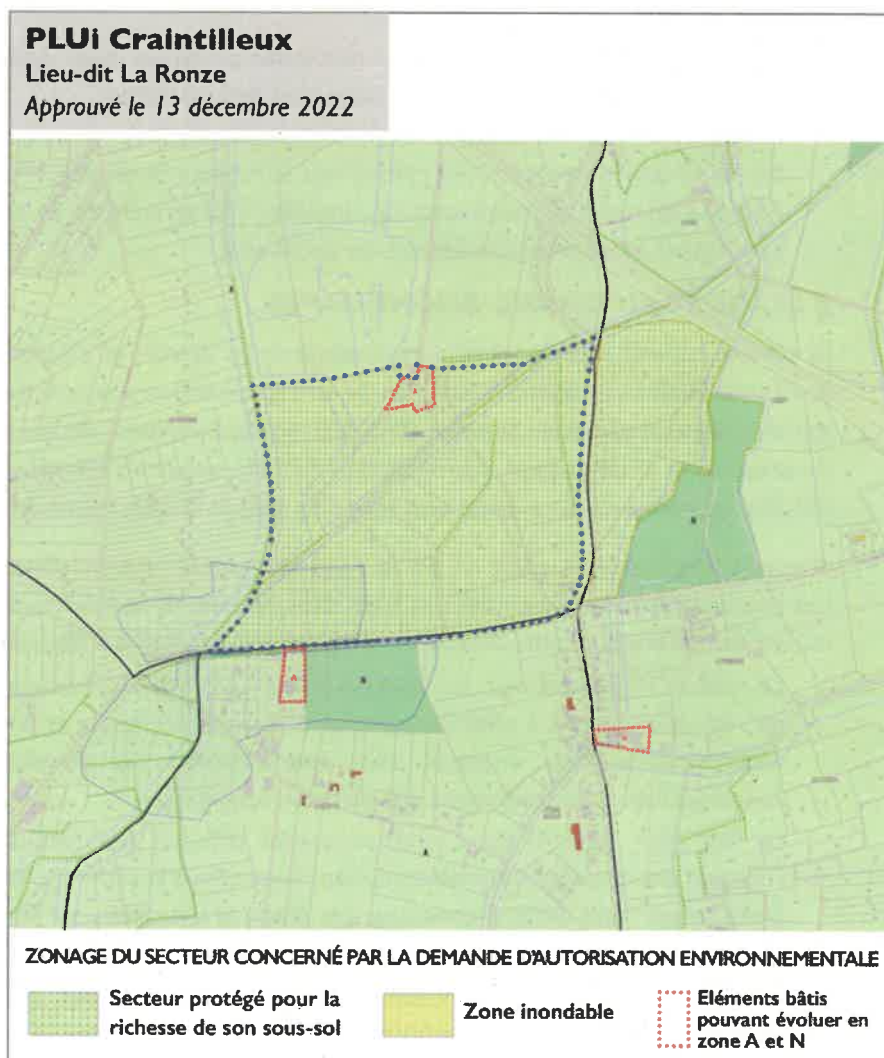 PLUi Craintilleux
Lieu-dit La Ronze
Approuvé le 13 décembre 2022
A
A
ZONAGE DU SECTEUR CONCERNÉ PAR LA DEMANDE D'AUTORISATION ENVIRONNEMENTALE
Secteur protégé pour la
richesse de son sous-sol
Zone inondable
Eléments bâtis
pouvant évoluer en
zone A et N